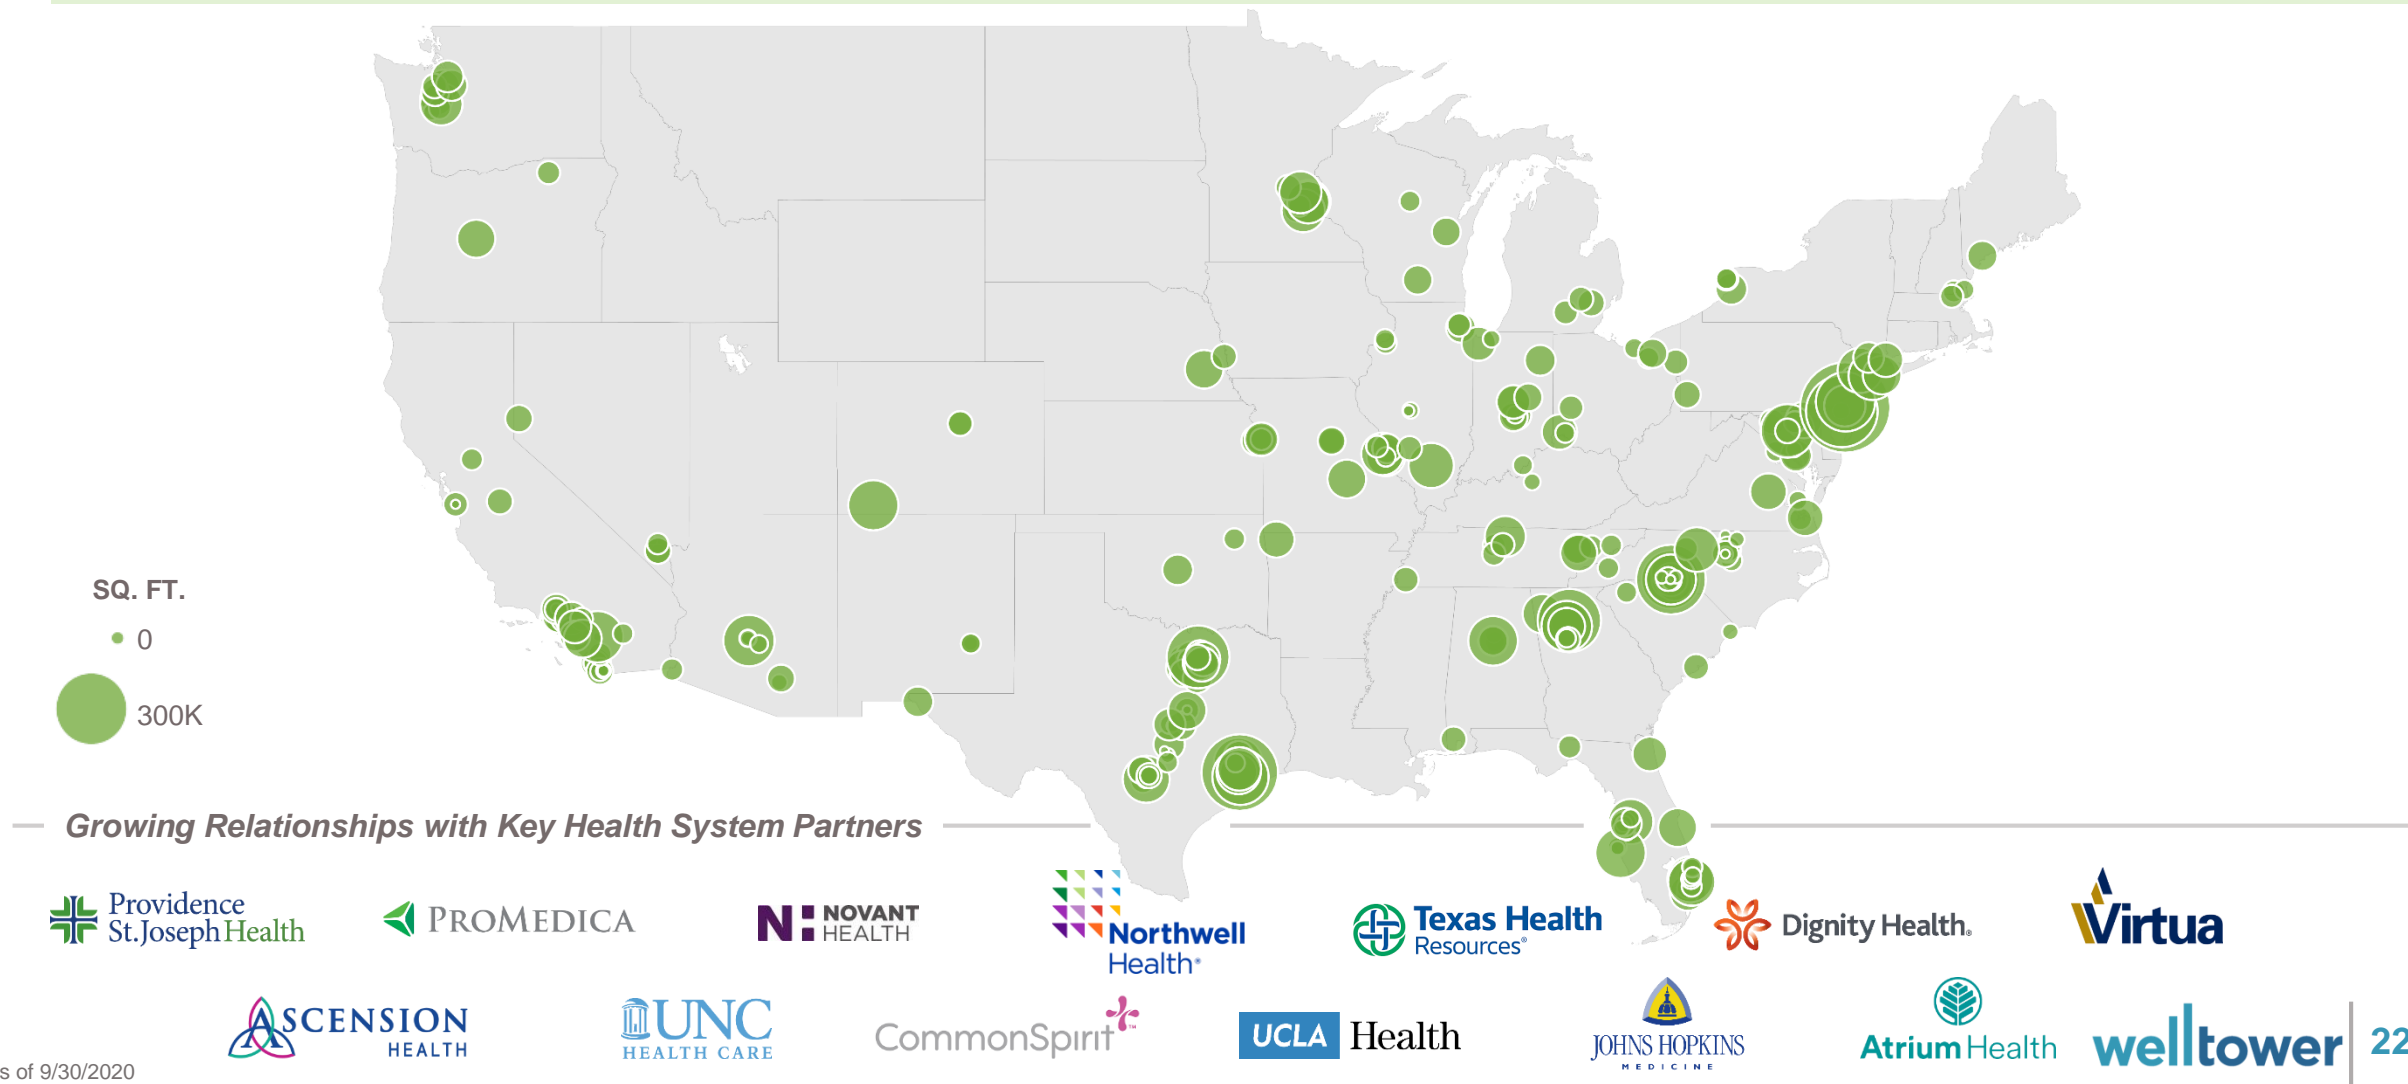 SQ. FT.
0
300K
Growing Relationships with Key Health System Partners
Providence
St.Joseph Health
PROMEDICA
NOVANT
HEALTH
Northwell
Health
Texas Health
Resources®
Dignity Health®
Virtua
ASCENSION
HEALTH
UNC
HEALTH CARE
CommonSpirit™
UCLA Health
JOHNS HOPKINS
MEDICINE
Atrium Health
welltower
22
s of 9/30/2020